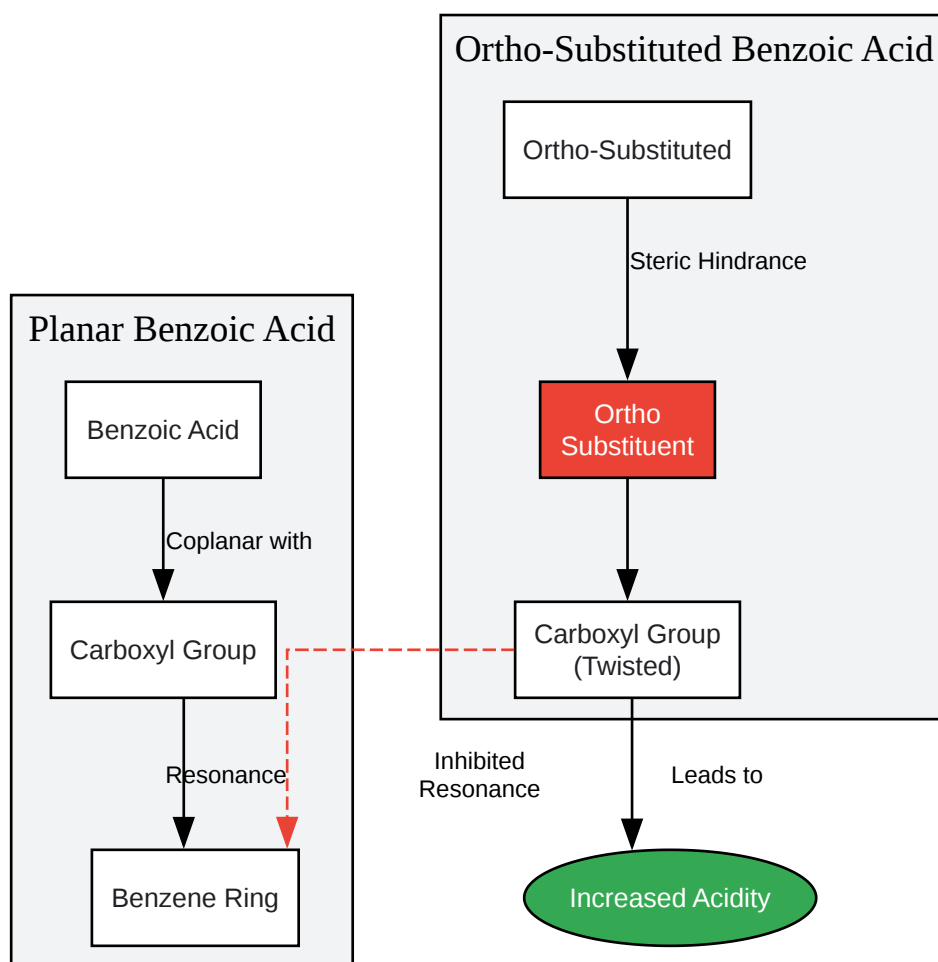 Ortho-Substituted Benzoic Acid
Ortho-Substituted
Steric Hindrance
Planar Benzoic Acid
Benzoic Acid
Ortho
Substituent
Coplanar with
Carboxyl Group
Carboxyl Group
(Twisted)
Resonance
Inhibited
Resonance
Leads to
Benzene Ring
Increased Acidity